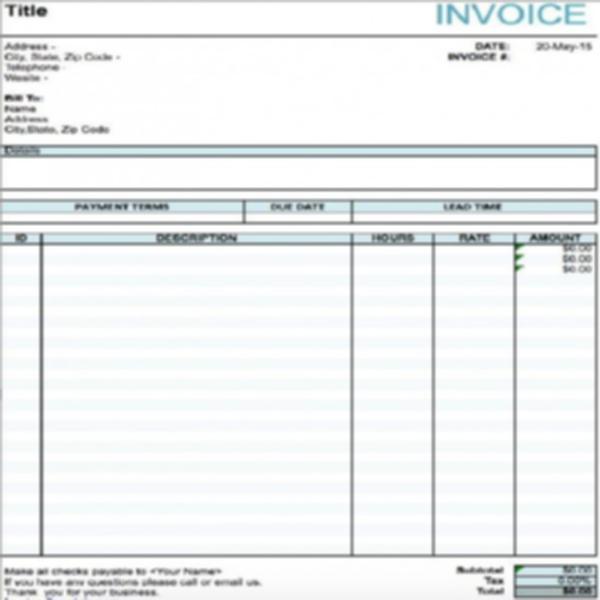 Title INVOICE
Address - DATE: 20-May-15
City, State, Zip Code - INVOICE #:
Telephone -
Wesite -
Bill To:
Name
Address
City,State, Zip Code
Details
PAYMENT TERMS DUE DATE LEAD TIME
ID DESCRIPTION HOURS RATE AMOUNT
$0.00
$0.00
$0.00
Make all checks payable to <Your Name> Subtotal $0.00
If you have any questions please call or email us. Tax 0.00%
Thank you for your business. Total $0.00